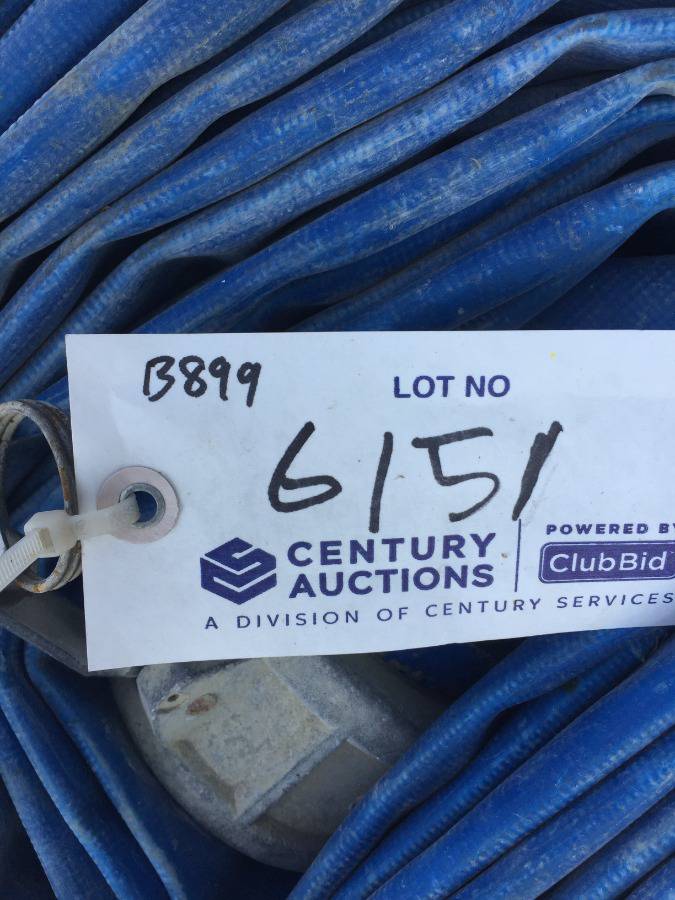 B899
LOT NO
6151
CENTURY
AUCTIONS
POWERED BY
ClubBid
A DIVISION OF CENTURY SERVICES